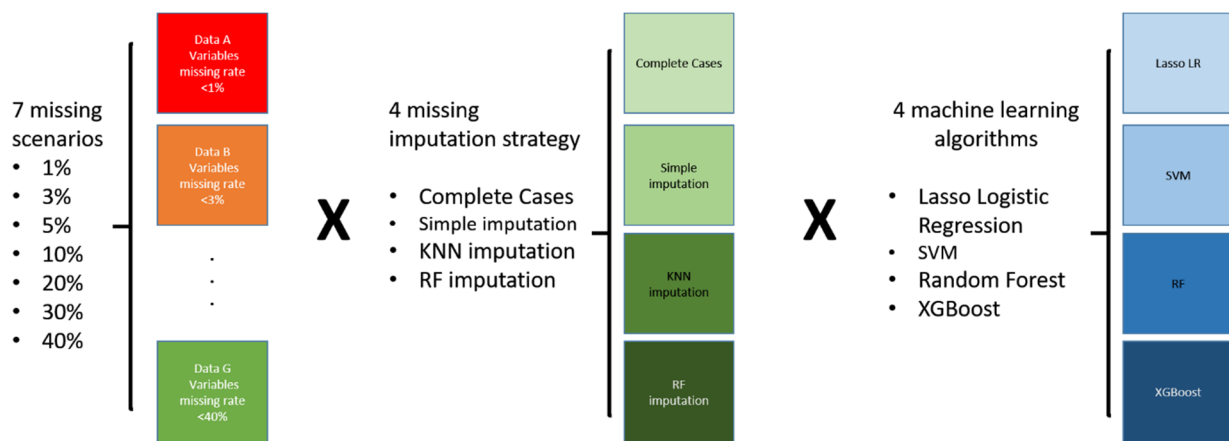 7 missing
scenarios
• 1%
• 3%
• 5%
• 10%
• 20%
• 30%
• 40%
Data A
Variables
missing rate
<1%
Data B
Variables
missing rate
<3%
.
.
.
Data G
Variables
missing rate
<40%
X
4 missing
imputation strategy
• Complete Cases
• Simple imputation
• KNN imputation
• RF imputation
Complete Cases
Simple
imputation
KNN
imputation
RF
imputation
X
4 machine learning
algorithms
• Lasso Logistic
Regression
• SVM
• Random Forest
• XGBoost
Lasso LR
SVM
RF
XGBoost